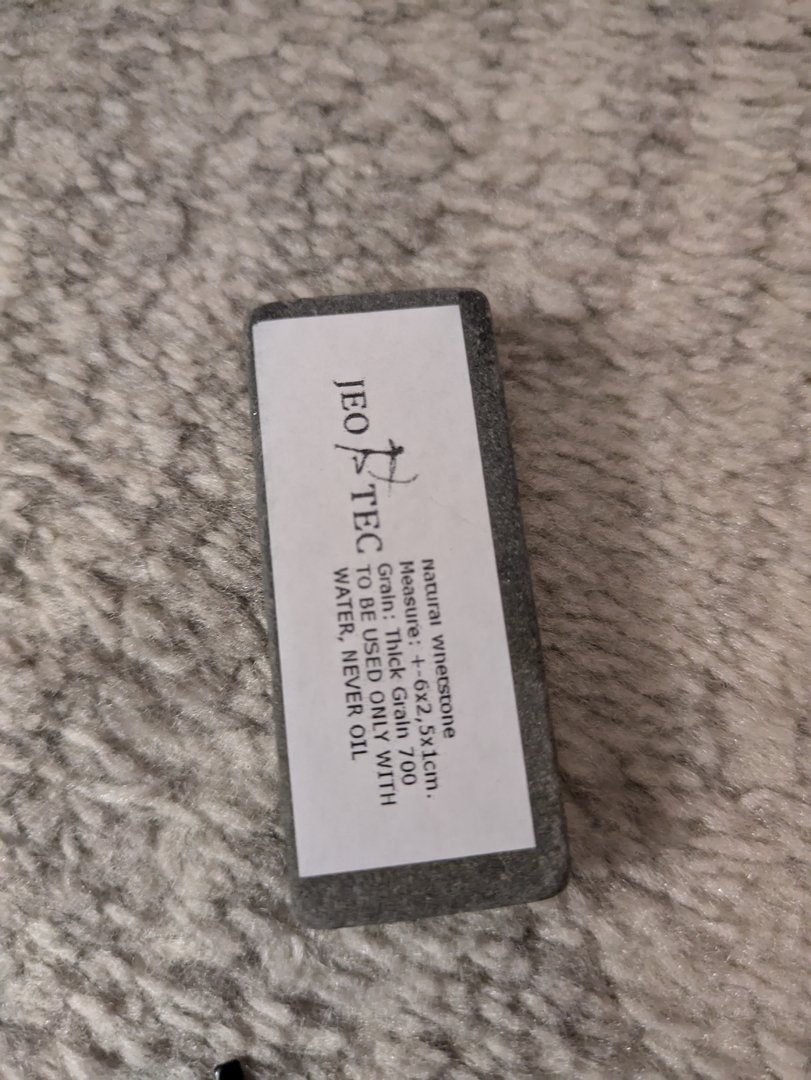 JEO TEC
Natural Whetstone
Measure: +-6x2,5x1cm.
Grain: Thick Grain 700
TO BE USED ONLY WITH
WATER, NEVER OIL